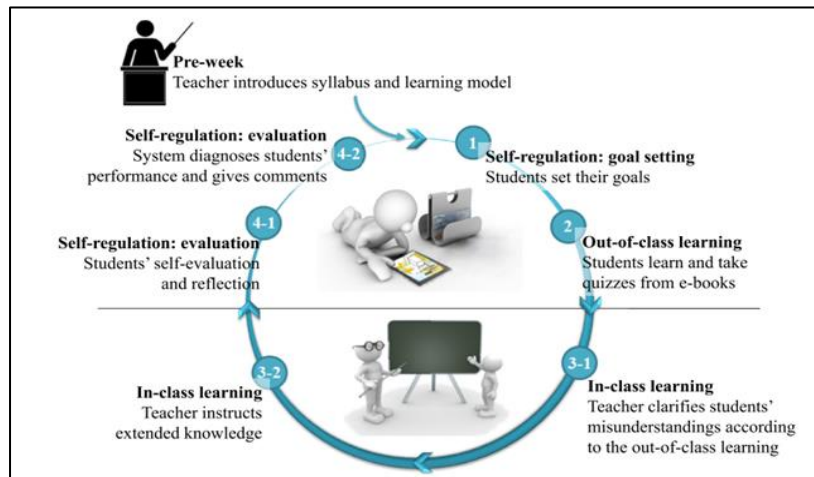 Pre-week
Teacher introduces syllabus and learning model
1
Self-regulation: goal setting
Students set their goals
2
Out-of-class learning
Students learn and take
quizzes from e-books
3-1
In-class learning
Teacher clarifies students’
misunderstandings according
to the out-of-class learning
3-2
In-class learning
Teacher instructs
extended knowledge
4-1
Self-regulation: evaluation
Students’ self-evaluation
and reflection
4-2
Self-regulation: evaluation
System diagnoses students’
performance and gives comments